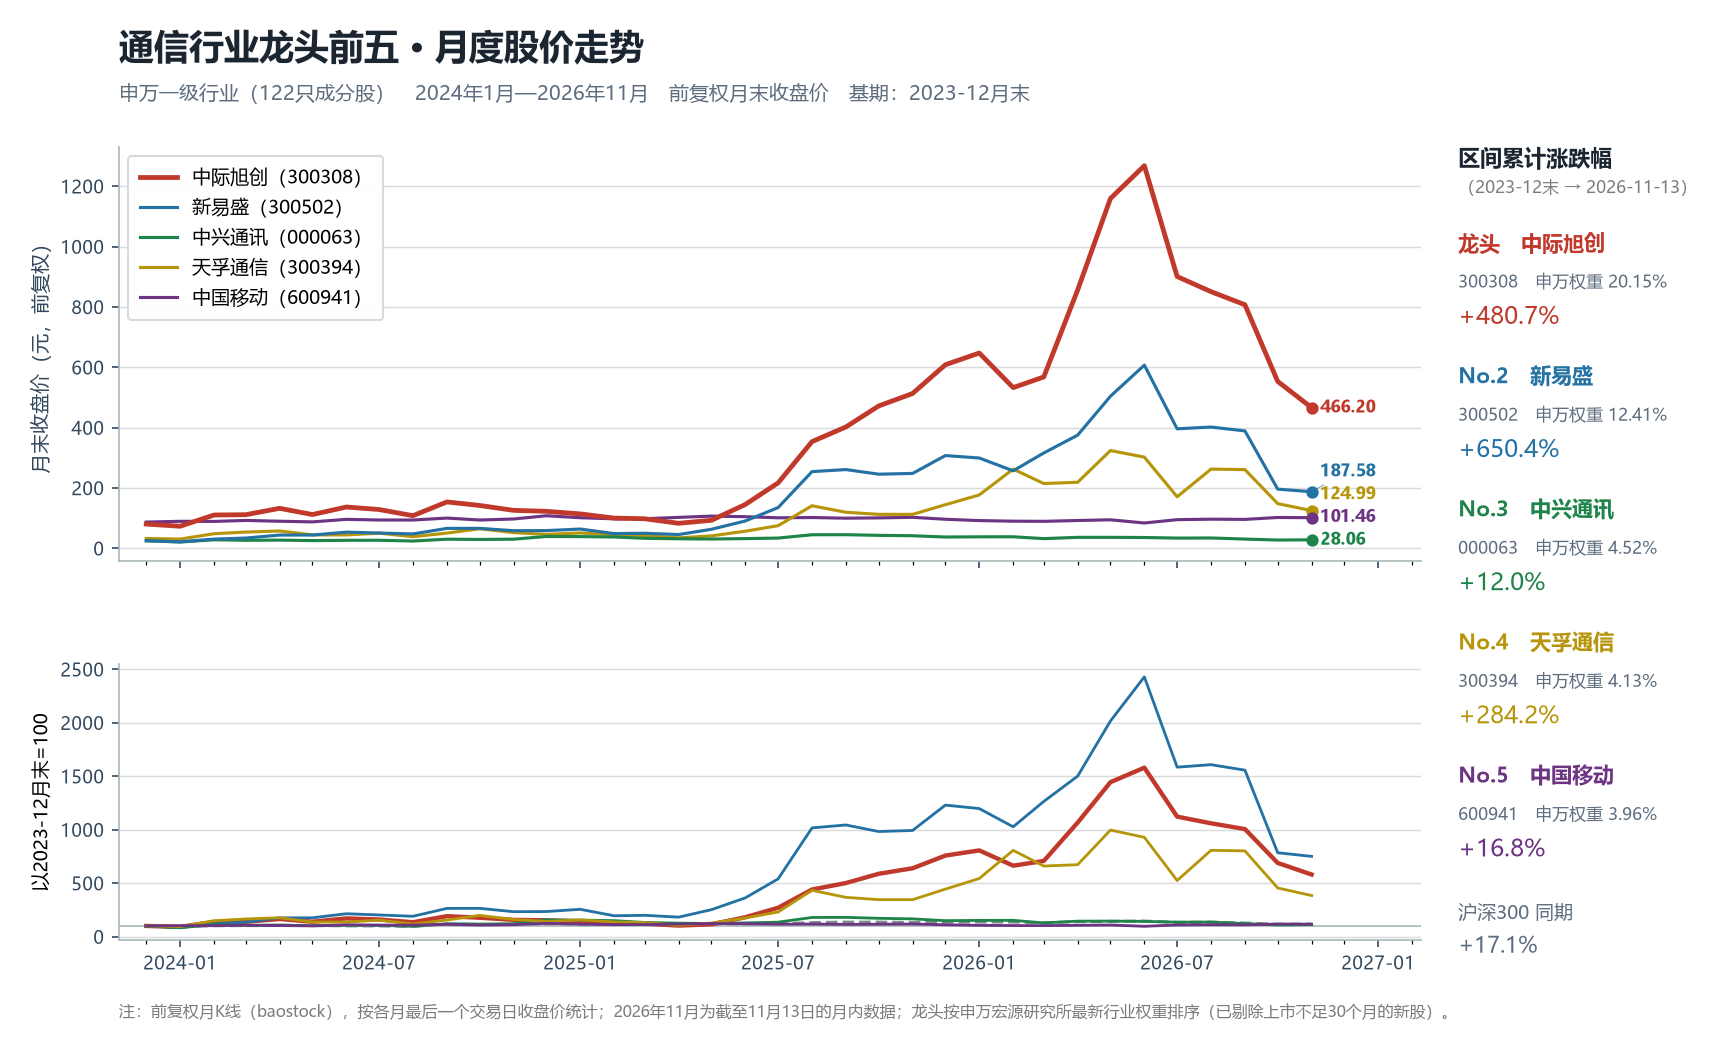 通信行业龙头前五 · 月度股价走势
申万一级行业（122只成分股） 2024年1月—2026年11月 前复权月末收盘价 基期：2023-12月末
月末收盘价（元，前复权）
1200
1000
800
600
400
200
0
中际旭创（300308）
新易盛（300502）
中兴通讯（000063）
天孚通信（300394）
中国移动（600941）
466.20
187.58
124.99
101.46
28.06
以2023-12月末=100
2500
2000
1500
1000
500
0
2024-01 2024-07 2025-01 2025-07 2026-01 2026-07 2027-01
区间累计涨跌幅
（2023-12末 → 2026-11-13）
龙头 中际旭创
300308 申万权重 20.15%
+480.7%
No.2 新易盛
300502 申万权重 12.41%
+650.4%
No.3 中兴通讯
000063 申万权重 4.52%
+12.0%
No.4 天孚通信
300394 申万权重 4.13%
+284.2%
No.5 中国移动
600941 申万权重 3.96%
+16.8%
沪深300 同期
+17.1%
注：前复权月K线（baostock），按各月最后一个交易日收盘价统计；2026年11月为截至11月13日的月内数据；龙头按申万宏源研究所最新行业权重排序（已剔除上市不足30个月的新股）。